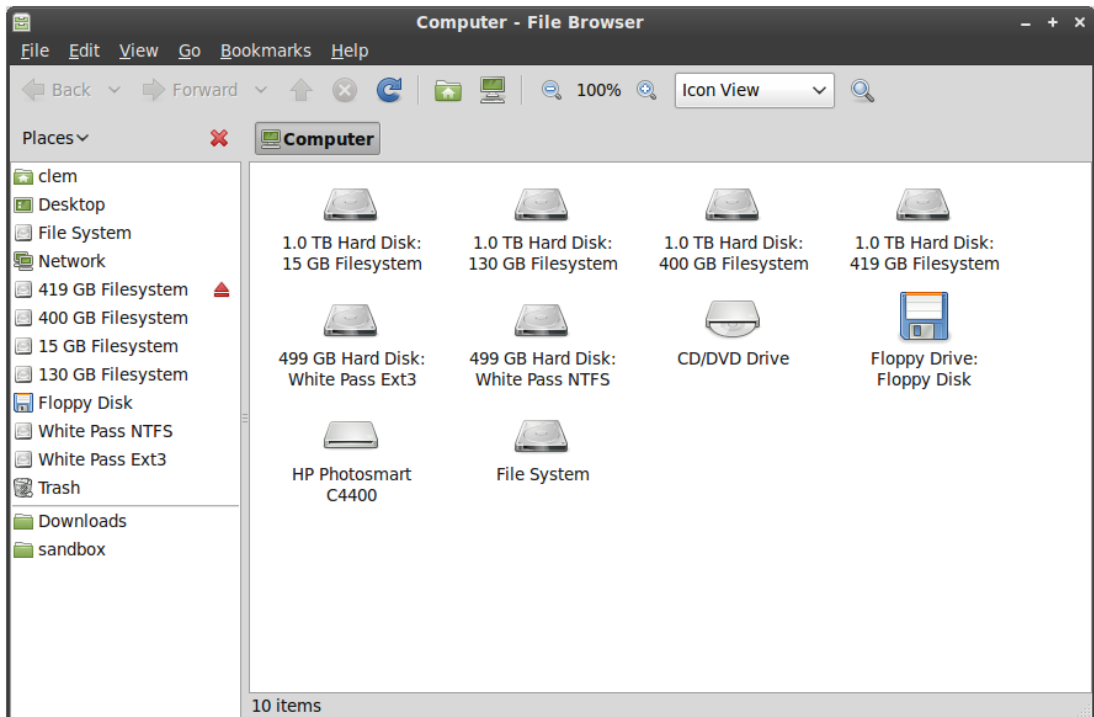 Computer - File Browser
File Edit View Go Bookmarks Help
Back Forward 100% Icon View
Places Computer
clem
Desktop
File System
Network
419 GB Filesystem
400 GB Filesystem
15 GB Filesystem
130 GB Filesystem
Floppy Disk
White Pass NTFS
White Pass Ext3
Trash
Downloads
sandbox
1.0 TB Hard Disk:
15 GB Filesystem
1.0 TB Hard Disk:
130 GB Filesystem
1.0 TB Hard Disk:
400 GB Filesystem
1.0 TB Hard Disk:
419 GB Filesystem
499 GB Hard Disk:
White Pass Ext3
499 GB Hard Disk:
White Pass NTFS
CD/DVD Drive
Floppy Drive:
Floppy Disk
HP Photosmart
C4400
File System
10 items